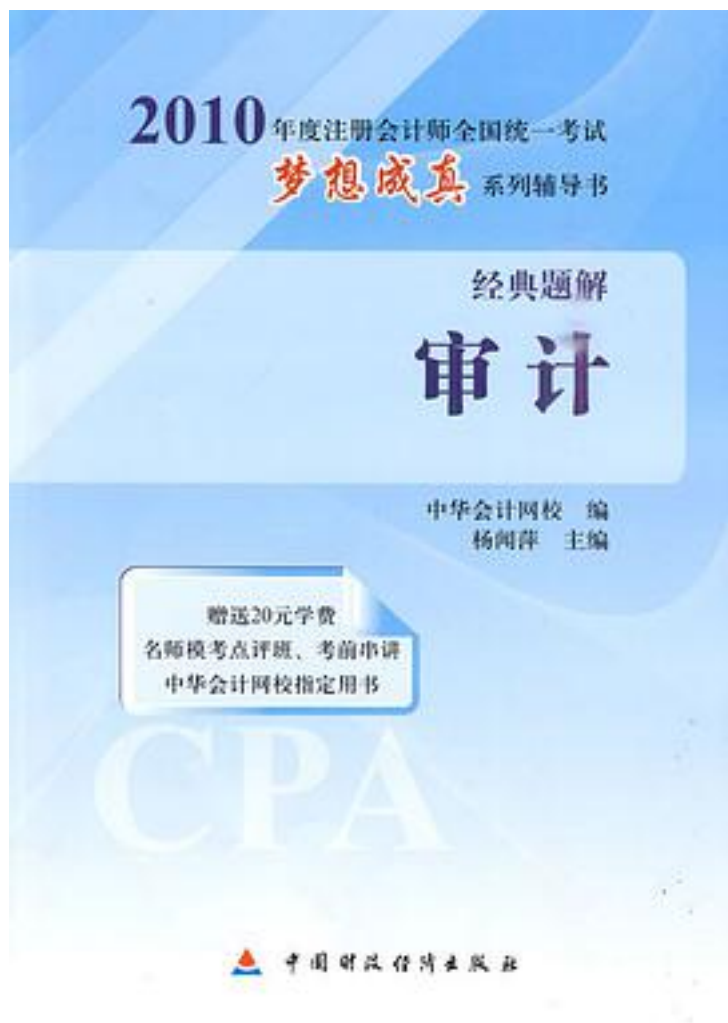 2010年度注册会计师全国统一考试
梦想成真 系列辅导书
经典题解
审计
中华会计网校 编
杨闻萍 主编
赠送20元学费
名师模考点评班、考前串讲
中华会计网校指定用书
CPA
中国财政经济出版社